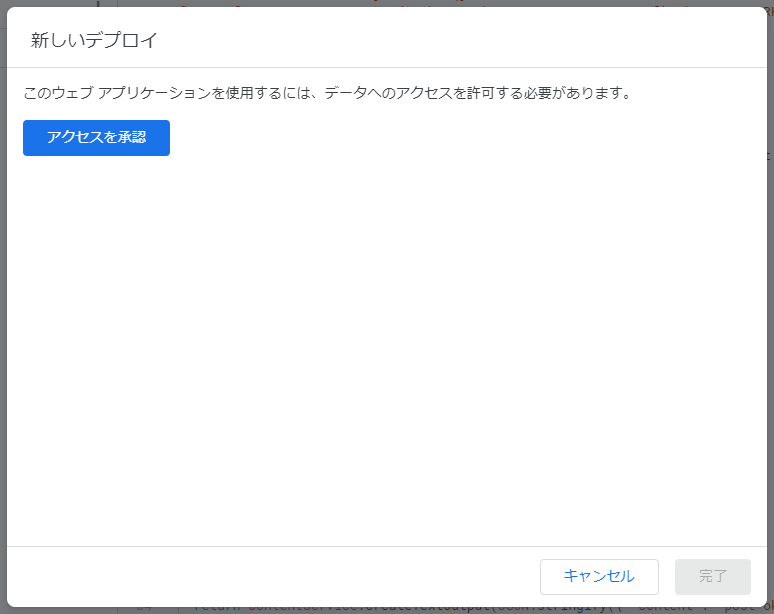 新しいデプロイ
このウェブ アプリケーションを使用するには、データへのアクセスを許可する必要があります。
アクセスを承認
キャンセル
完了